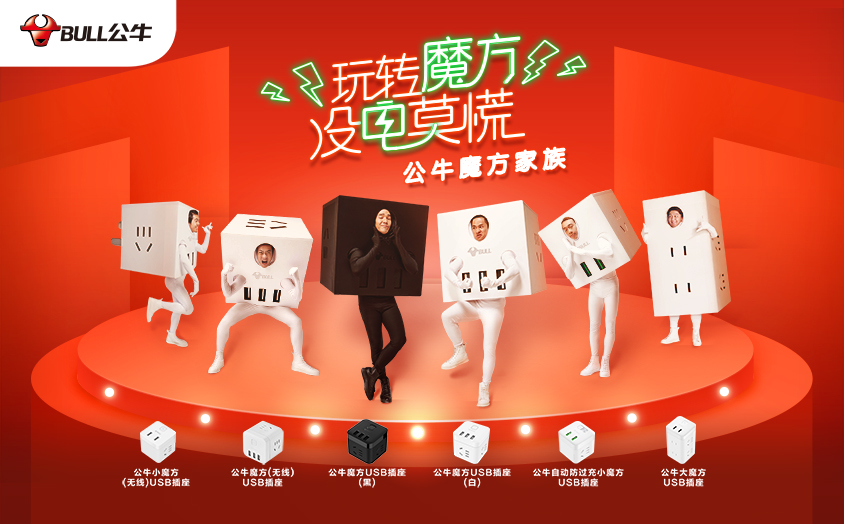 BULL公牛
玩转魔方
没电莫慌
公牛魔方家族
BULL
BULL
公牛小魔方
(无线)USB插座
公牛魔方(无线)
USB插座
公牛魔方USB插座
(黑)
公牛魔方USB插座
(白)
公牛自动防过充小魔方
USB插座
公牛大魔方
USB插座